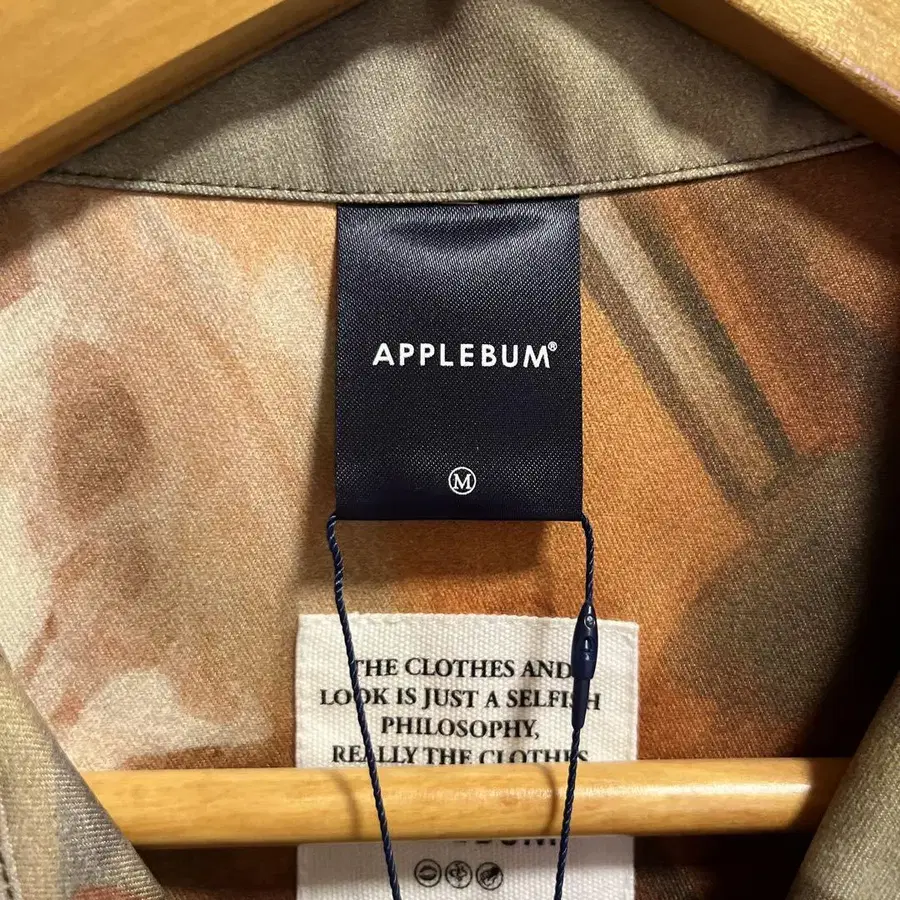 APPLEBUM®
M
THE CLOTHES AND
LOOK IS JUST A SELFISH
PHILOSOPHY,
REALLY THE CLOTHES